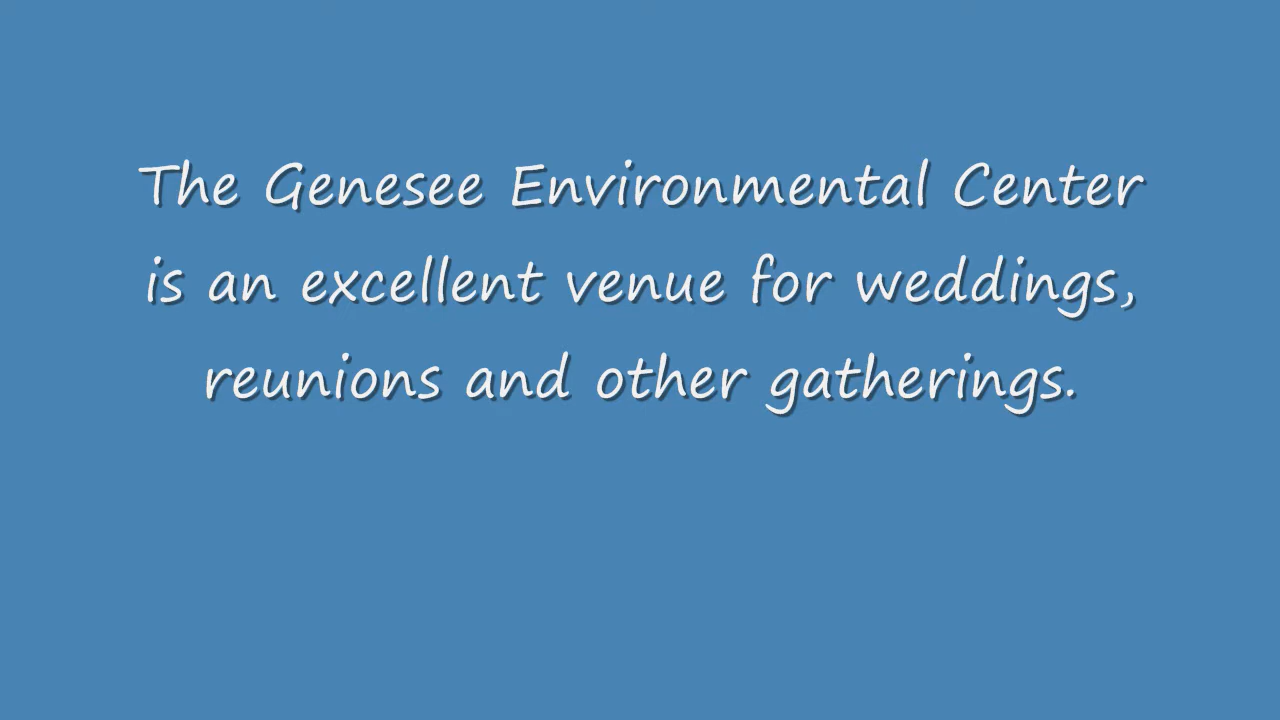 The Genesee Environmental Center
is an excellent venue for weddings,
reunions and other gatherings.